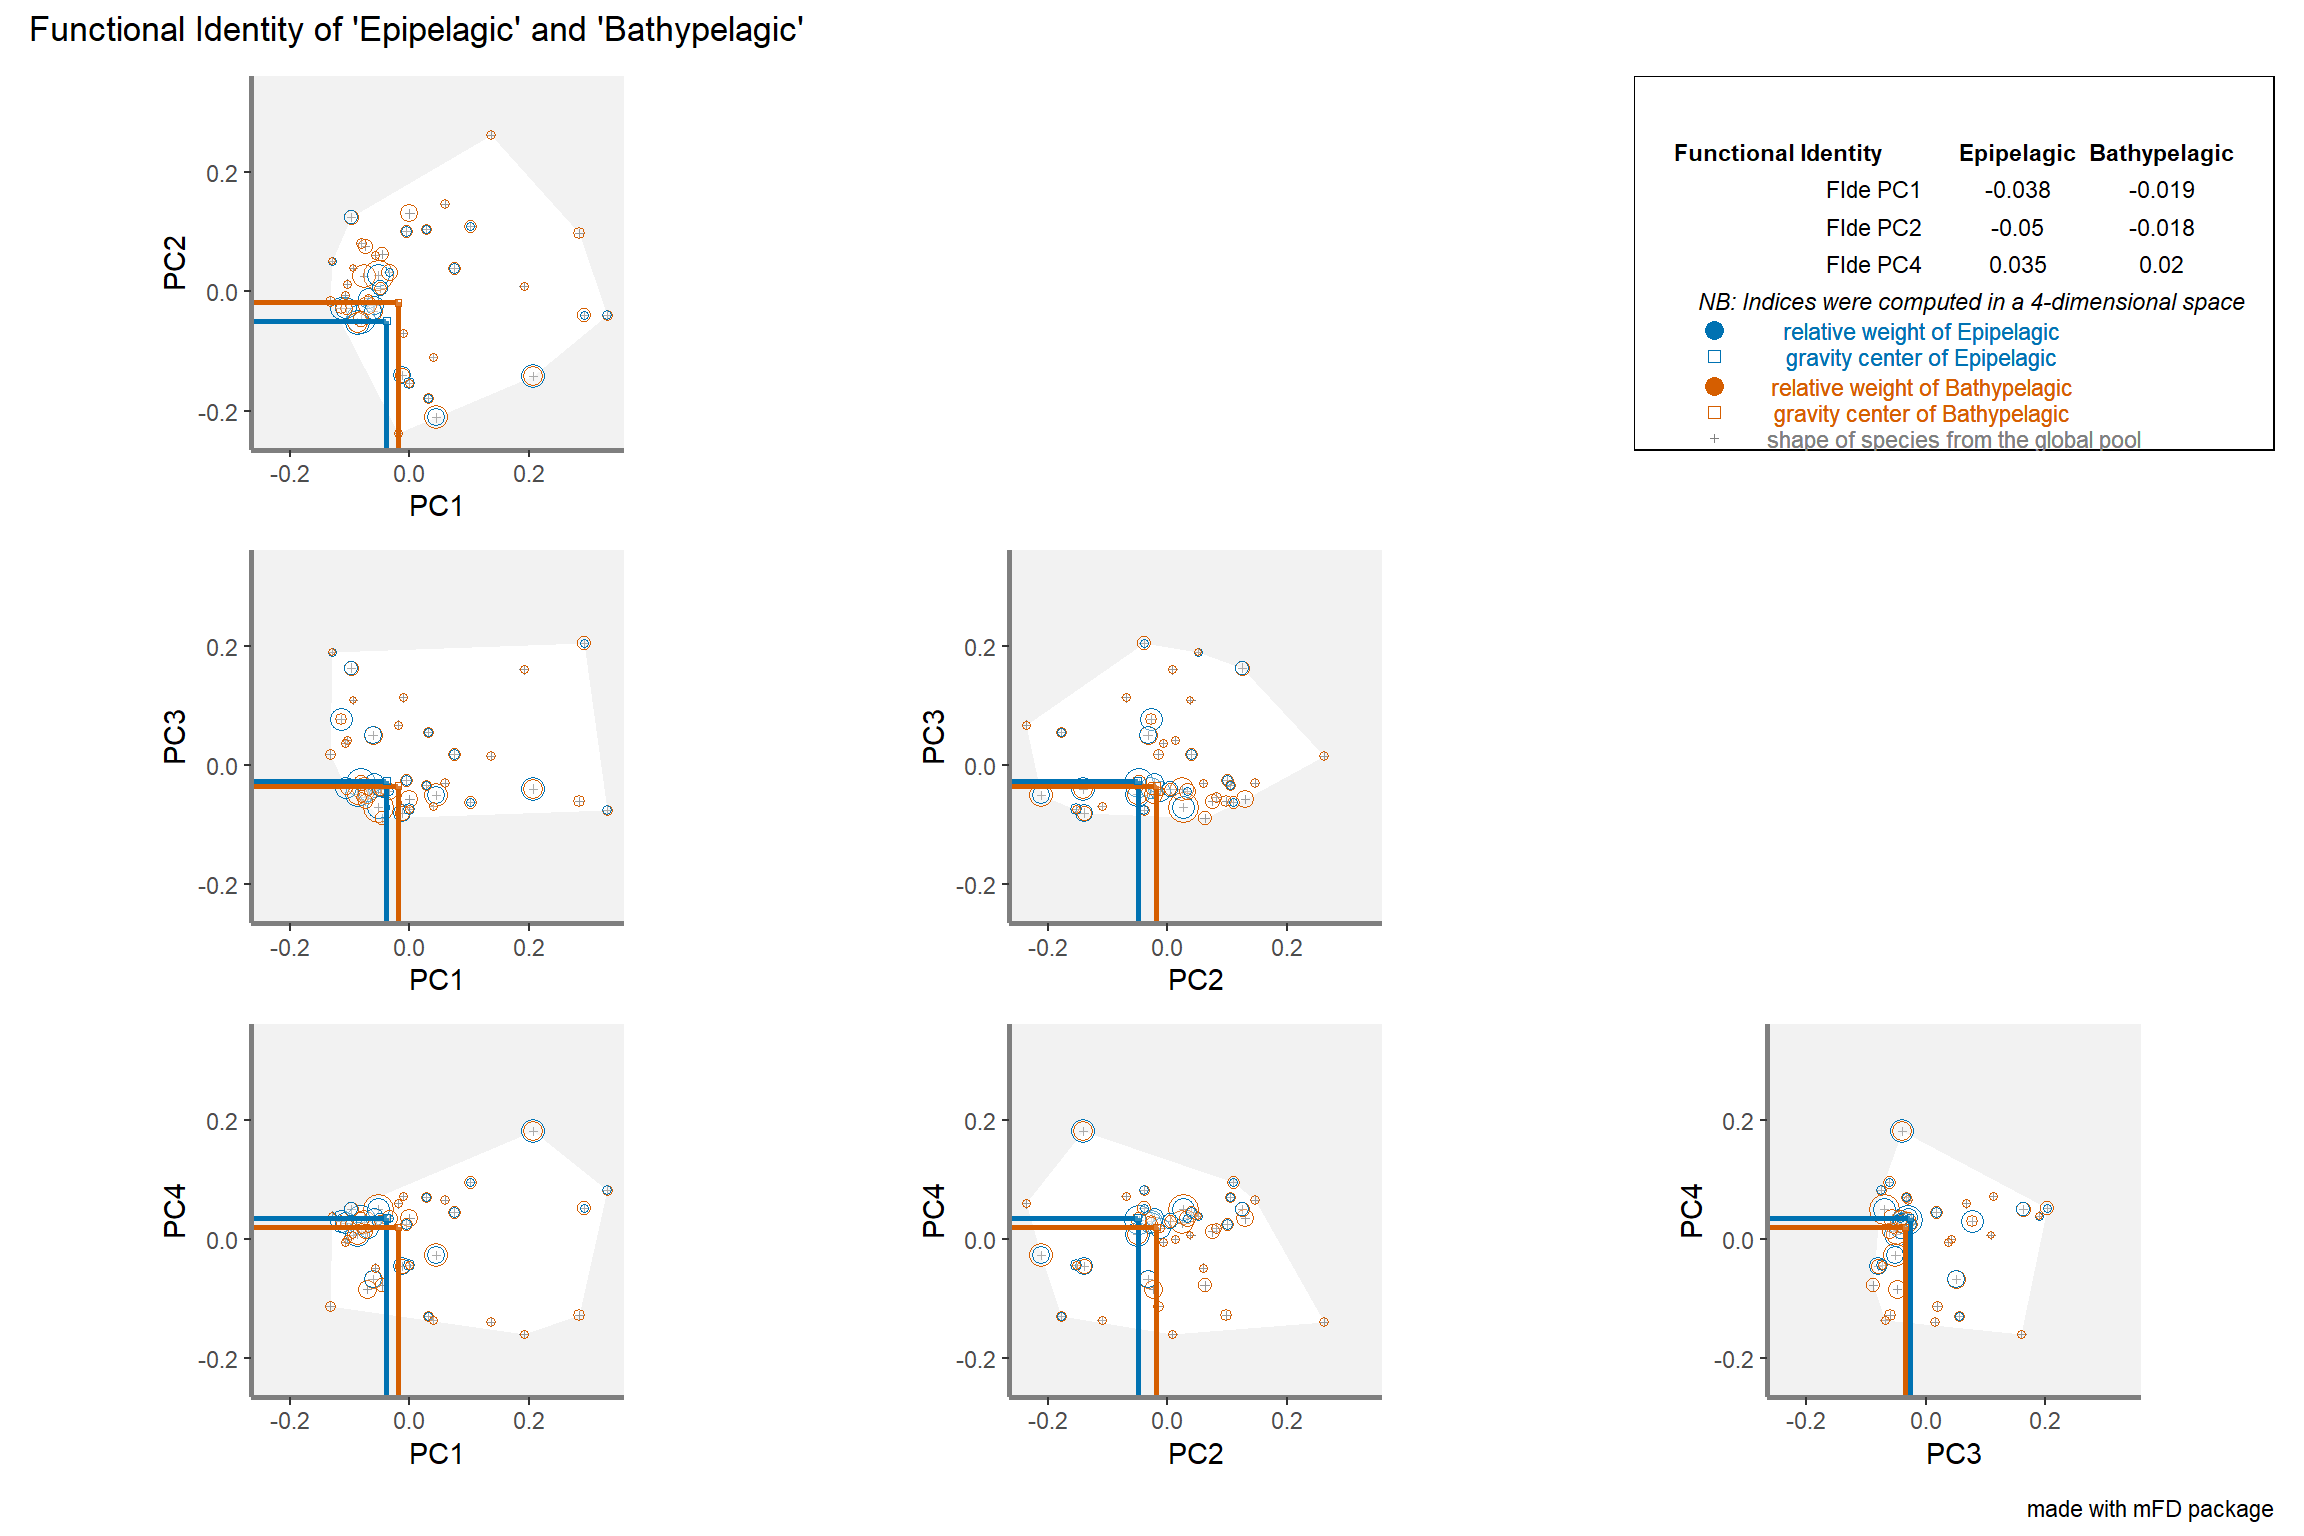 Functional Identity of 'Epipelagic' and 'Bathypelagic'
PC2
0.2
0.0
-0.2
-0.2 0.0 0.2
PC1
Functional Identity Epipelagic Bathypelagic
FIde PC1 -0.038 -0.019
FIde PC2 -0.05 -0.018
FIde PC4 0.035 0.02
NB: Indices were computed in a 4-dimensional space
relative weight of Epipelagic
gravity center of Epipelagic
relative weight of Bathypelagic
gravity center of Bathypelagic
shape of species from the global pool
PC3
0.2
0.0
-0.2
-0.2 0.0 0.2
PC1
PC3
0.2
0.0
-0.2
-0.2 0.0 0.2
PC2
PC4
0.2
0.0
-0.2
-0.2 0.0 0.2
PC1
PC4
0.2
0.0
-0.2
-0.2 0.0 0.2
PC2
PC4
0.2
0.0
-0.2
-0.2 0.0 0.2
PC3
made with mFD package